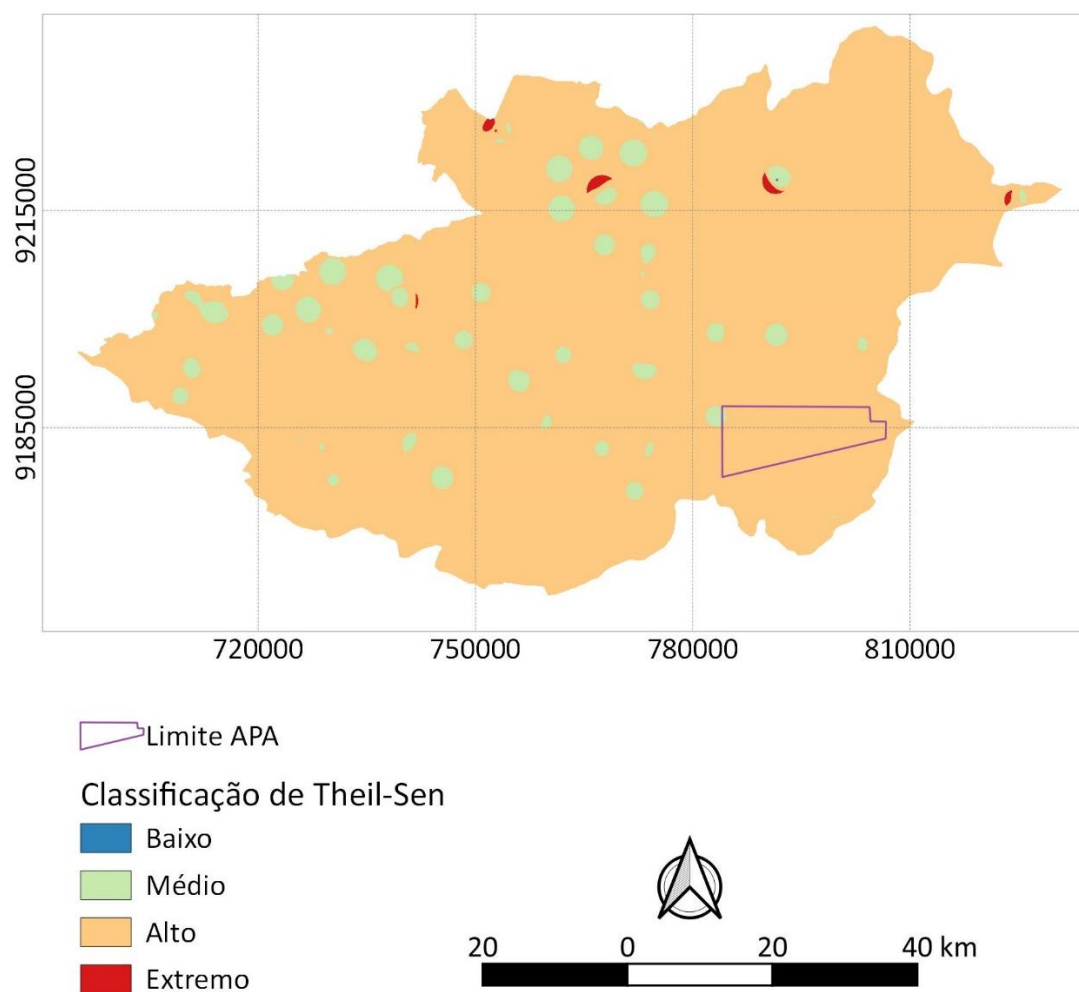 9215000
9185000
720000 750000 780000 810000
Limite APA
Classificação de Theil-Sen
Baixo
Médio
Alto
Extremo
20 0 20 40 km